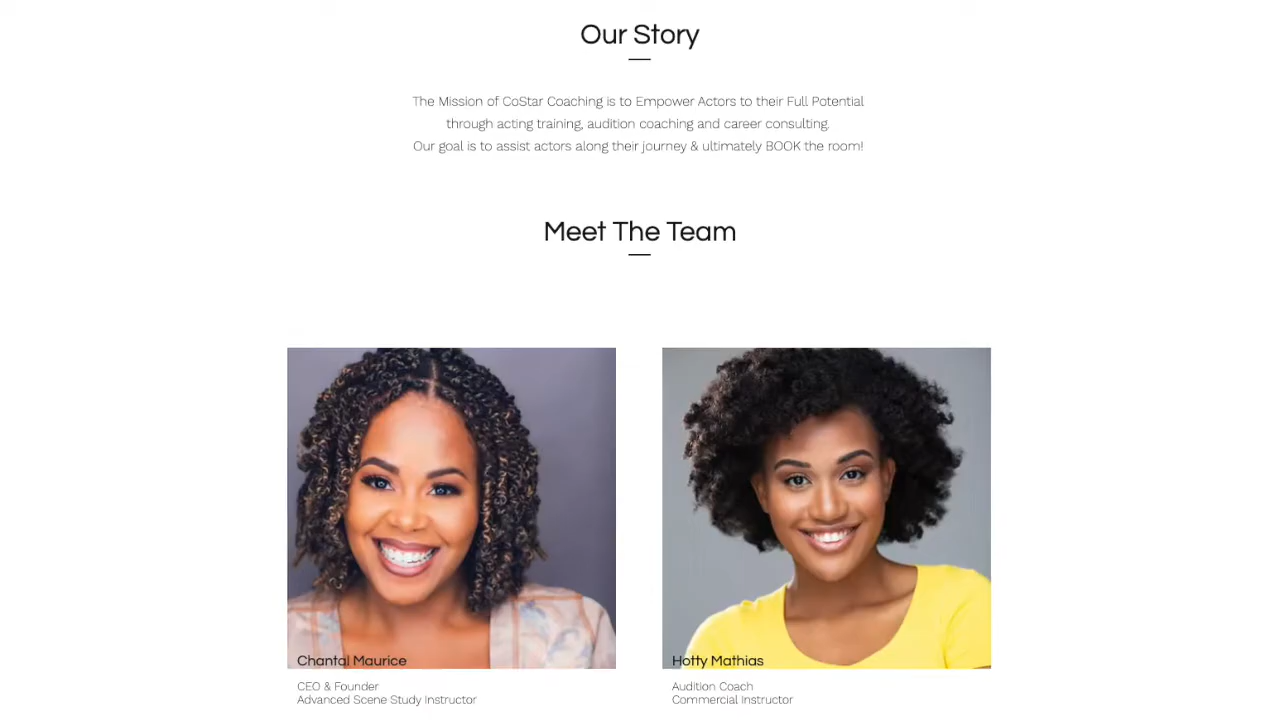 Our Story
The Mission of CoStar Coaching is to Empower Actors to their Full Potential
through acting training, audition coaching and career consulting.
Our goal is to assist actors along their journey & ultimately BOOK the room!
Meet The Team
Chantal Maurice
CEO & Founder
Advanced Scene Study Instructor
Hotty Mathias
Audition Coach
Commercial Instructor